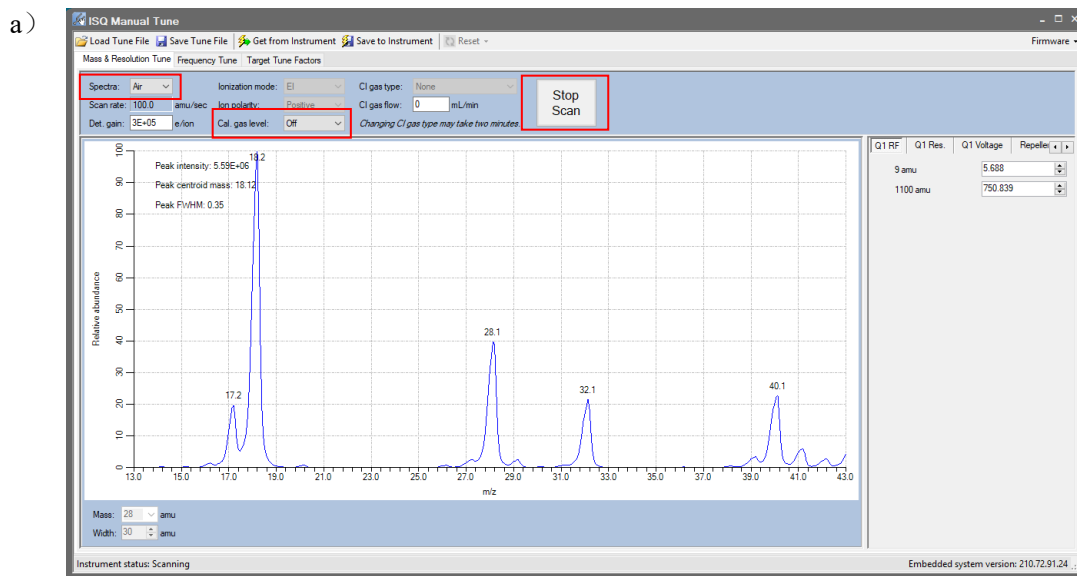 a）
ISQ Manual Tune
Load Tune File Save Tune File Get from Instrument Save to Instrument Reset Firmware
Mass & Resolution Tune Frequency Tune Target Tune Factors
Spectra: Air Ionization mode: EI CI gas type: None
Scan rate: 100.0 amu/sec Ion polarity: Positive CI gas flow: 0 mL/min
Det. gain: 3E+05 e/ion Cal. gas level: Off Changing CI gas type may take two minutes.
Stop
Scan
Q1 RF Q1 Res. Q1 Voltage Repeller
9 amu 5.688
1100 amu 750.839
Peak intensity: 5.59E+06
Peak centroid mass: 18.12
Peak FWHM: 0.35
18.2
17.2
28.1
32.1
40.1
Relative abundance
100
90
80
70
60
50
40
30
20
10
0
13.0 15.0 17.0 19.0 21.0 23.0 25.0 27.0 29.0 31.0 33.0 35.0 37.0 39.0 41.0 43.0
m/z
Mass: 28 amu
Width: 30 amu
Instrument status: Scanning Embedded system version: 210.72.91.24